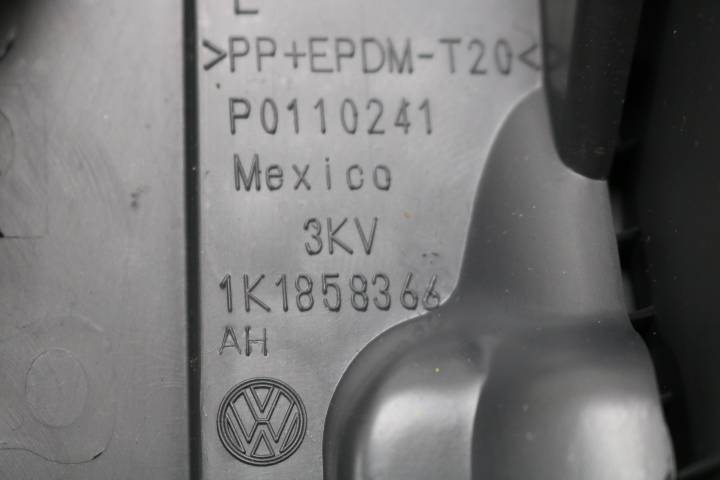 L
>PP+EPDM-T20<
P0110241
Mexico
3KV
1K1858366
AH